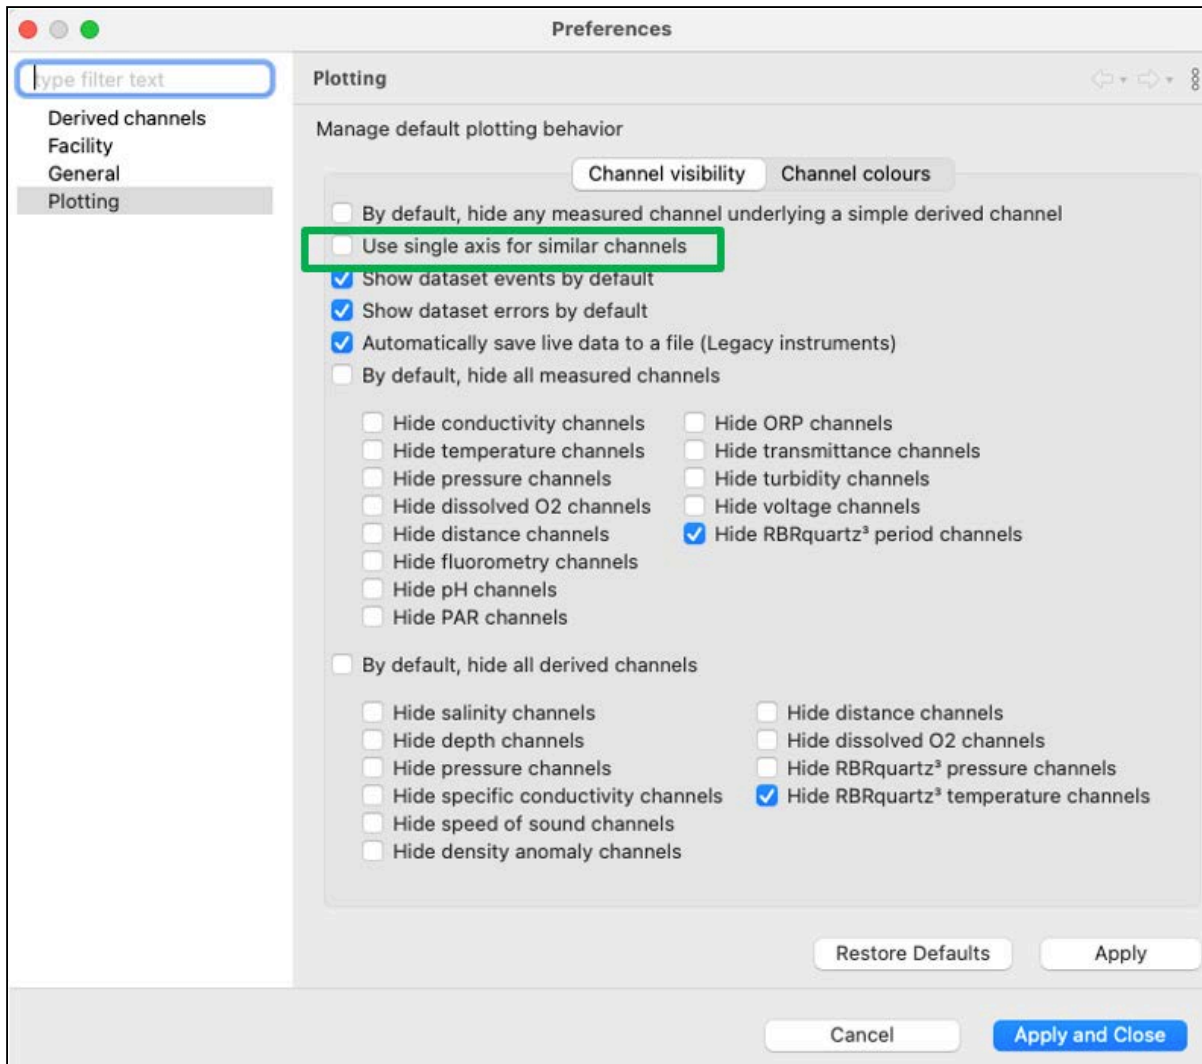 Preferences
type filter text
Derived channels
Facility
General
Plotting
Plotting
Manage default plotting behavior
Channel visibility Channel colours
By default, hide any measured channel underlying a simple derived channel
Use single axis for similar channels
Show dataset events by default
Show dataset errors by default
Automatically save live data to a file (Legacy instruments)
By default, hide all measured channels
Hide conductivity channels
Hide temperature channels
Hide pressure channels
Hide dissolved O2 channels
Hide distance channels
Hide fluorometry channels
Hide pH channels
Hide PAR channels
Hide ORP channels
Hide transmittance channels
Hide turbidity channels
Hide voltage channels
Hide RBRquartz³ period channels
By default, hide all derived channels
Hide salinity channels
Hide depth channels
Hide pressure channels
Hide specific conductivity channels
Hide speed of sound channels
Hide density anomaly channels
Hide distance channels
Hide dissolved O2 channels
Hide RBRquartz³ pressure channels
Hide RBRquartz³ temperature channels
Restore Defaults Apply
Cancel Apply and Close